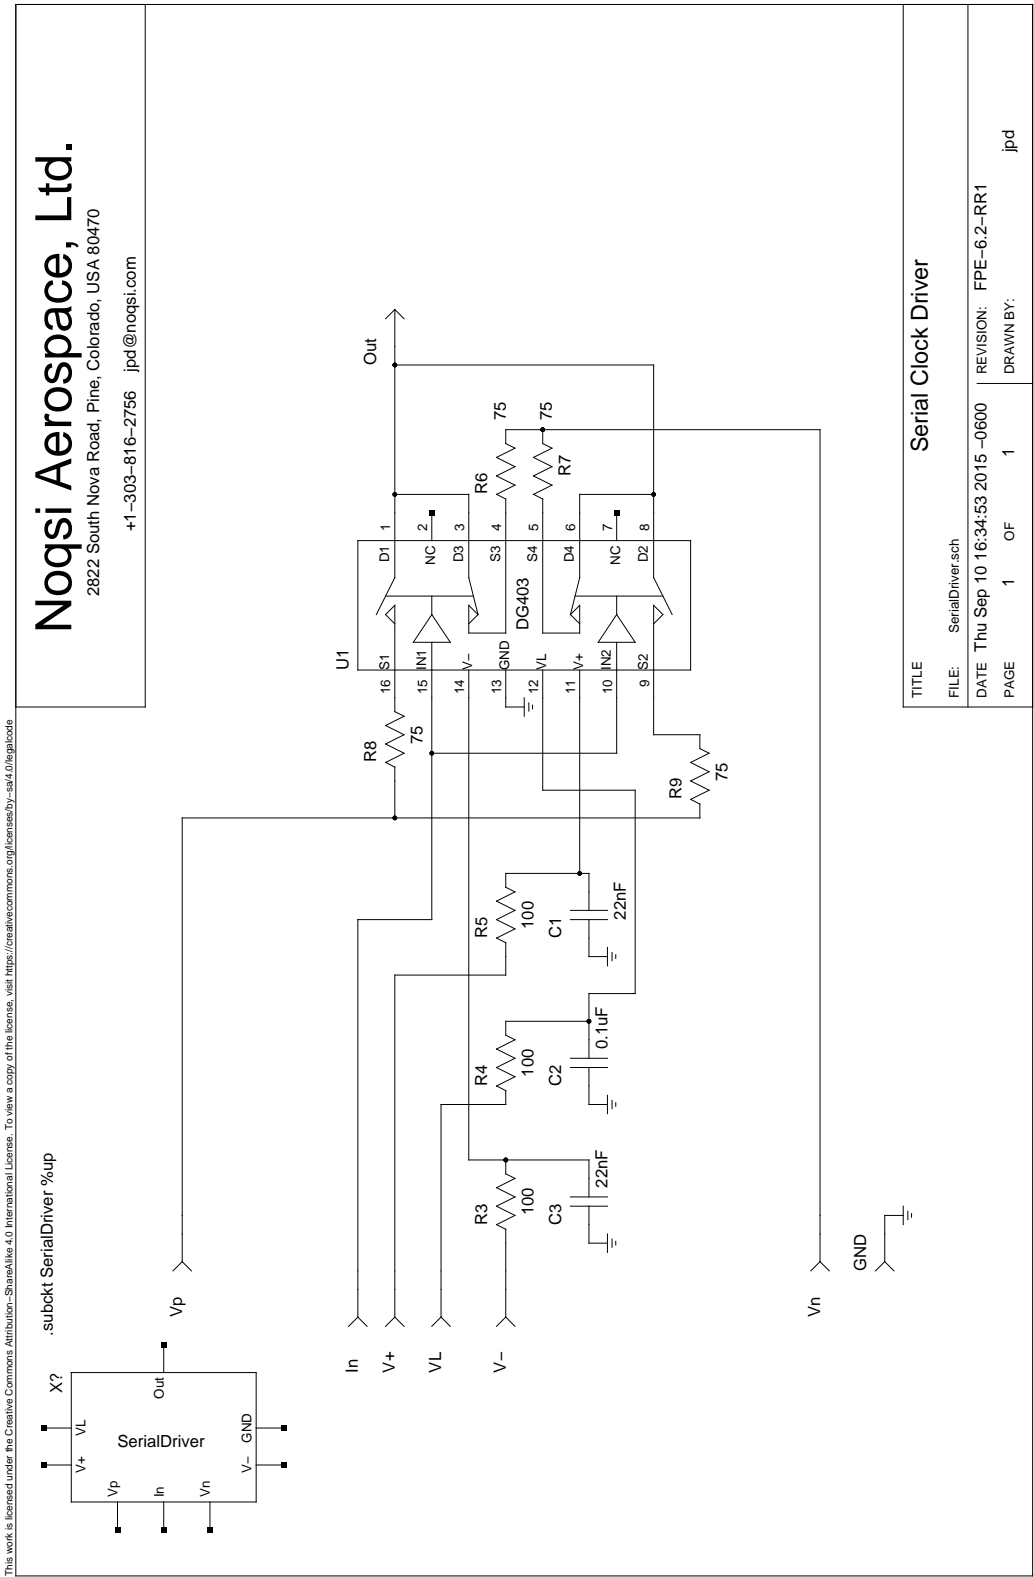 This work is licensed under the Creative Commons Attribution−ShareAlike 4.0 International License. To view a copy of the license, visit https://creativecommons.org/licenses/by−sa/4.0/legalcode
Noqsi Aerospace, Ltd.
2822 South Nova Road, Pine, Colorado, USA 80470
+1−303−816−2756 jpd@noqsi.com
.subckt SerialDriver %up
X?
V+
VL
Vp
In
Vn
SerialDriver
Out
V−
GND
Vp
In
V+
VL
V−
Vn
GND
R3
100
C3
22nF
R4
100
C2
0.1uF
R5
100
C1
22nF
R8
75
R9
75
U1
DG403
16 S1
15 IN1
14 V−
13 GND
12 VL
11 V+
10 IN2
9 S2
D1 1
NC 2
D3 3
S3 4
S4 5
D4 6
NC 7
D2 8
R6
75
R7
75
Out
TITLE
Serial Clock Driver
FILE: SerialDriver.sch
DATE Thu Sep 10 16:34:53 2015 −0600
REVISION: FPE−6.2−RR1
PAGE 1 OF 1
DRAWN BY: jpd